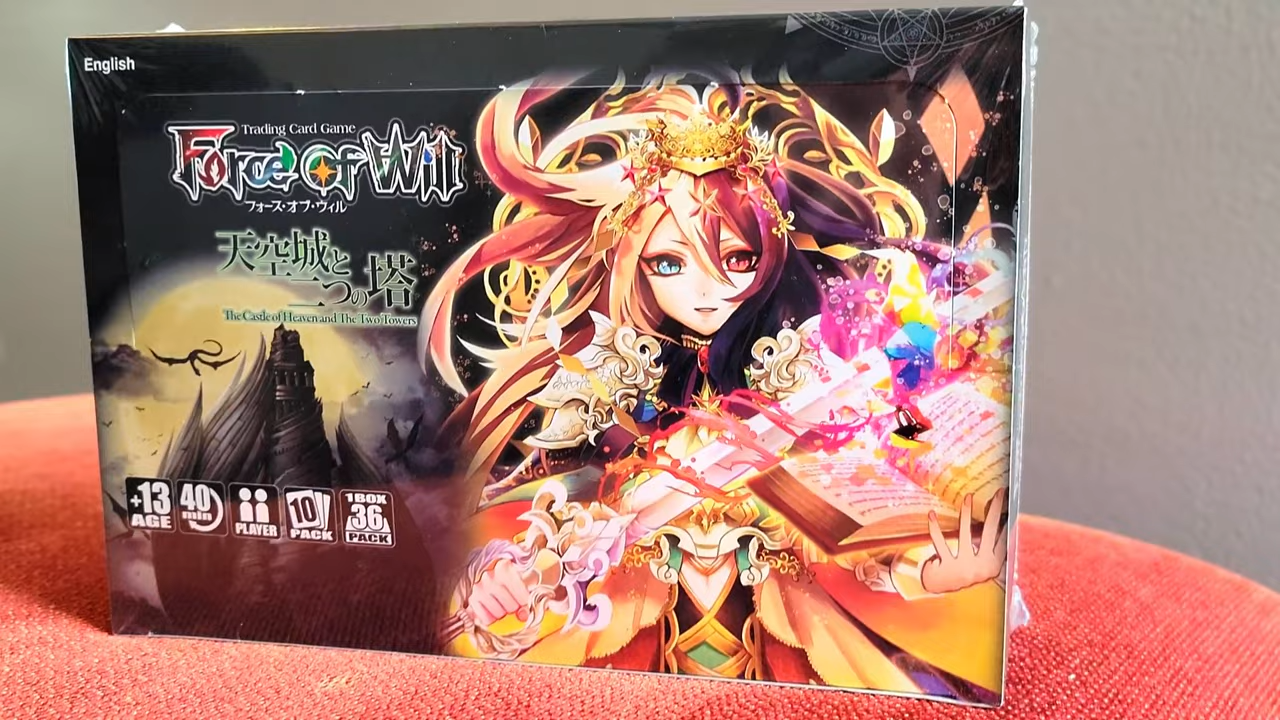 English
Trading Card Game
Force Of Will
フォース・オブ・ウィル
天空城と
二つの塔
The Castle of Heaven and The Two Towers
+13
AGE
40
min
PLAYER
10
PACK
1BOX
36
PACK